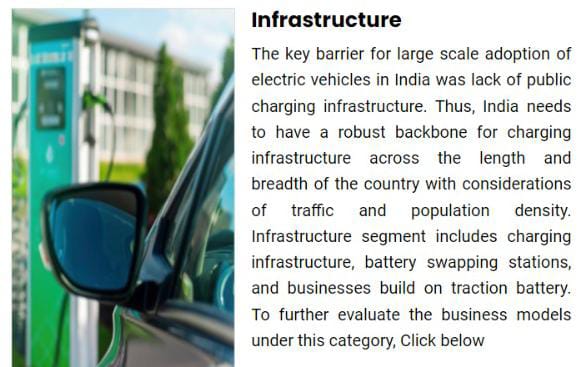 Infrastructure
The key barrier for large scale adoption of
electric vehicles in India was lack of public
charging infrastructure. Thus, India needs
to have a robust backbone for charging
infrastructure across the length and
breadth of the country with considerations
of traffic and population density.
Infrastructure segment includes charging
infrastructure, battery swapping stations,
and businesses build on traction battery.
To further evaluate the business models
under this category, Click below